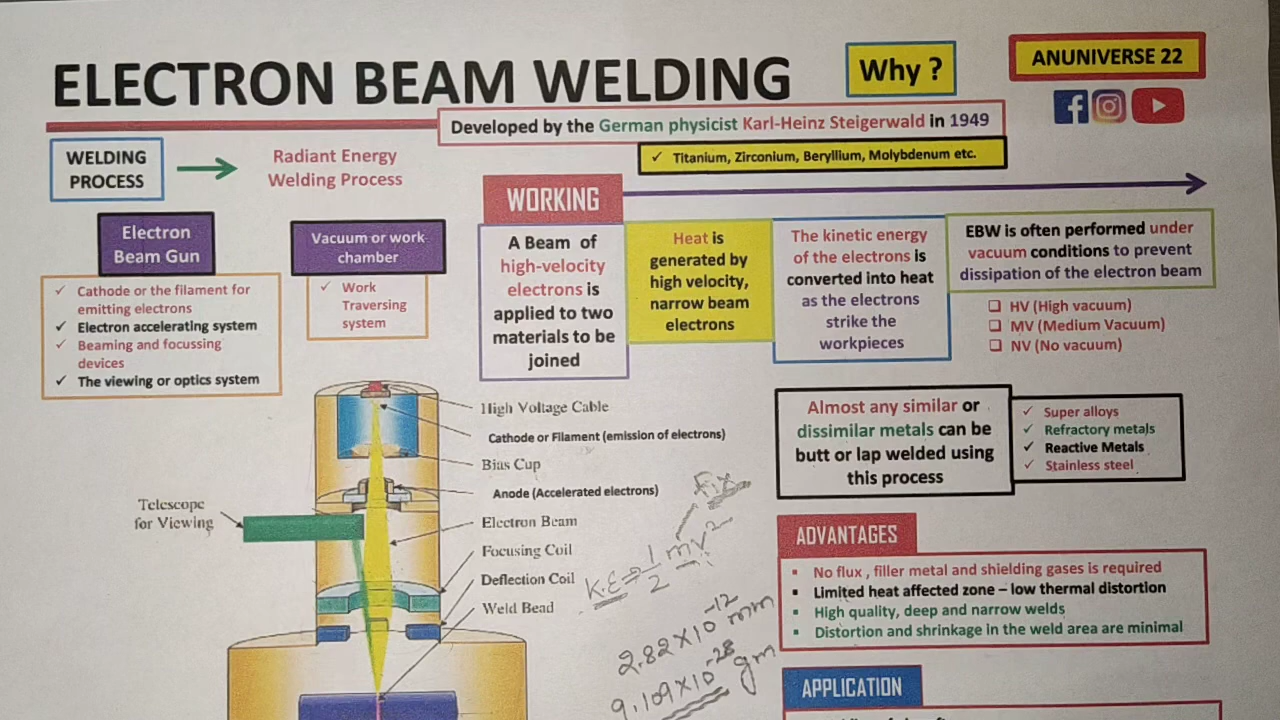 ELECTRON BEAM WELDING
Why ?
ANUNIVERSE 22
Developed by the German physicist Karl-Heinz Steigerwald in 1949
✓ Titanium, Zirconium, Beryllium, Molybdenum etc.
WELDING
PROCESS
Radiant Energy
Welding Process
Electron
Beam Gun
✓ Cathode or the filament for
emitting electrons
✓ Electron accelerating system
✓ Beaming and focussing
devices
✓ The viewing or optics system
Vacuum or work
chamber
✓ Work
Traversing
system
WORKING
A Beam of
high-velocity
electrons is
applied to two
materials to be
joined
Heat is
generated by
high velocity,
narrow beam
electrons
The kinetic energy
of the electrons is
converted into heat
as the electrons
strike the
workpieces
EBW is often performed under
vacuum conditions to prevent
dissipation of the electron beam
❑ HV (High vacuum)
❑ MV (Medium Vacuum)
❑ NV (No vacuum)
High Voltage Cable
Cathode or Filament (emission of electrons)
Bias Cup
Anode (Accelerated electrons)
Telescope
for Viewing
Electron Beam
Focusing Coil
Deflection Coil
Weld Bead
Fix
K.E ⇒ 1/2 mv²
2.82 × 10⁻¹² mm
9.109 × 10⁻²⁸ gm
Almost any similar or
dissimilar metals can be
butt or lap welded using
this process
✓ Super alloys
✓ Refractory metals
✓ Reactive Metals
✓ Stainless steel
ADVANTAGES
▪ No flux , filler metal and shielding gases is required
▪ Limited heat affected zone – low thermal distortion
▪ High quality, deep and narrow welds
▪ Distortion and shrinkage in the weld area are minimal
APPLICATION